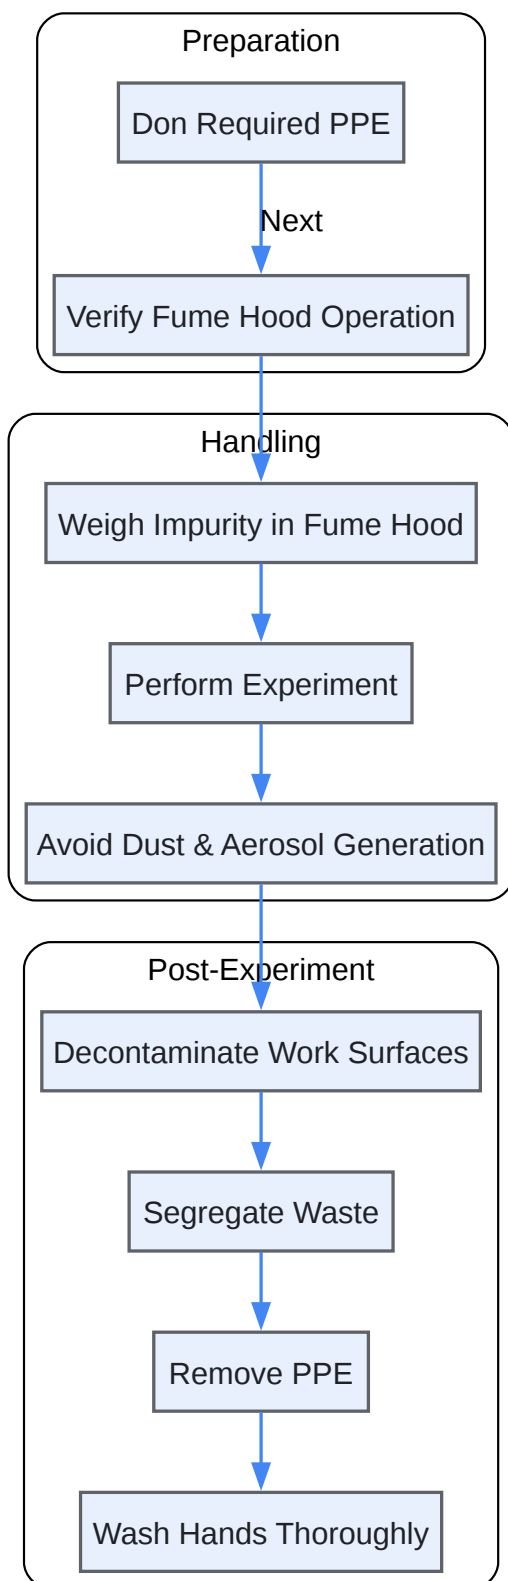 Preparation
Don Required PPE
Next
Verify Fume Hood Operation
Handling
Weigh Impurity in Fume Hood
Perform Experiment
Avoid Dust & Aerosol Generation
Post-Experiment
Decontaminate Work Surfaces
Segregate Waste
Remove PPE
Wash Hands Thoroughly